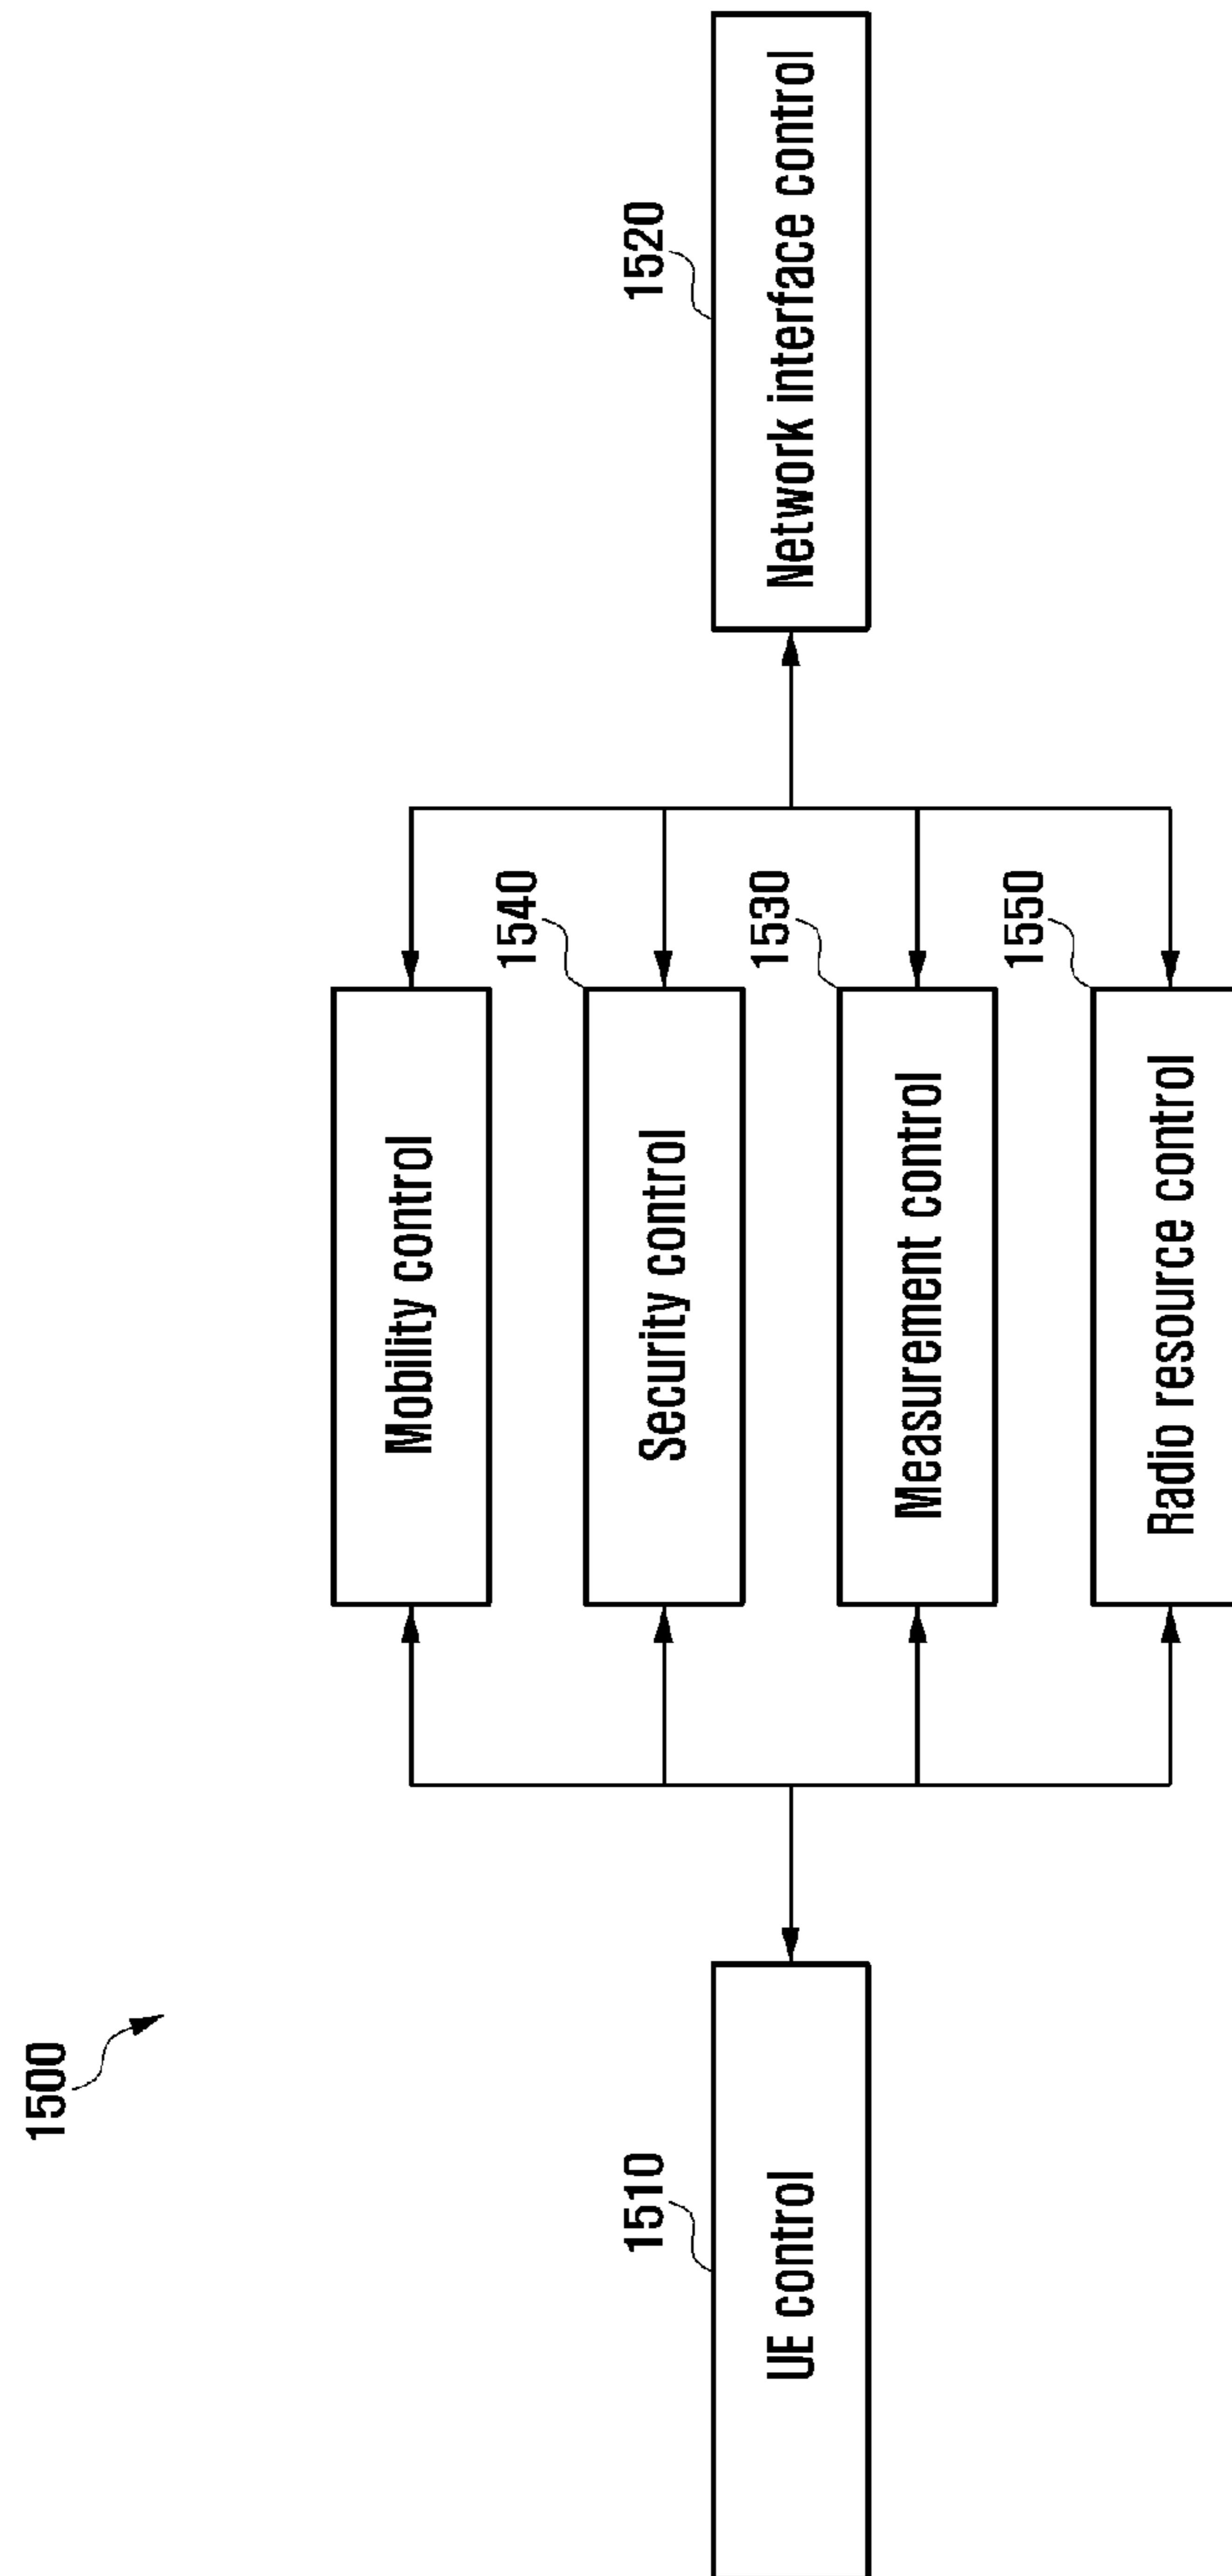 1500
1510
UE control
Mobility control
1540
Security control
1530
Measurement control
1550
Radio resource control
1520
Network interface control